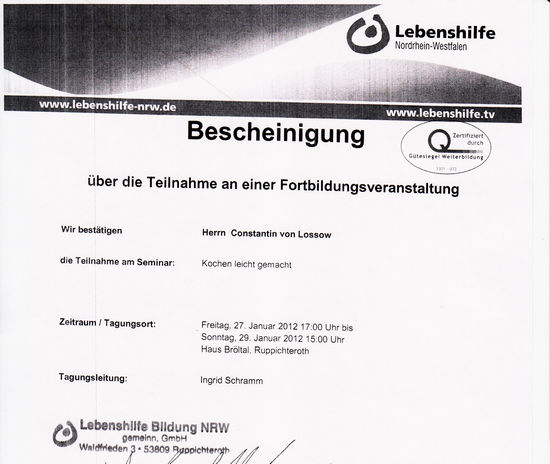 Lebenshilfe
Nordrhein-Westfalen
www.lebenshilfe-nrw.de
www.lebenshilfe.tv
Bescheinigung
Zertifiziert
durch
Gütesiegel Weiterbildung
über die Teilnahme an einer Fortbildungsveranstaltung
Wir bestätigen Herrn Constantin von Lossow
die Teilnahme am Seminar: Kochen leicht gemacht
Zeitraum / Tagungsort: Freitag, 27. Januar 2012 17:00 Uhr bis
Sonntag, 29. Januar 2012 15:00 Uhr
Haus Bröltal, Ruppichteroth
Tagungsleitung: Ingrid Schramm
Lebenshilfe Bildung NRW
gemeinn. GmbH
Waldfrieden 3 • 53809 Ruppichteroth